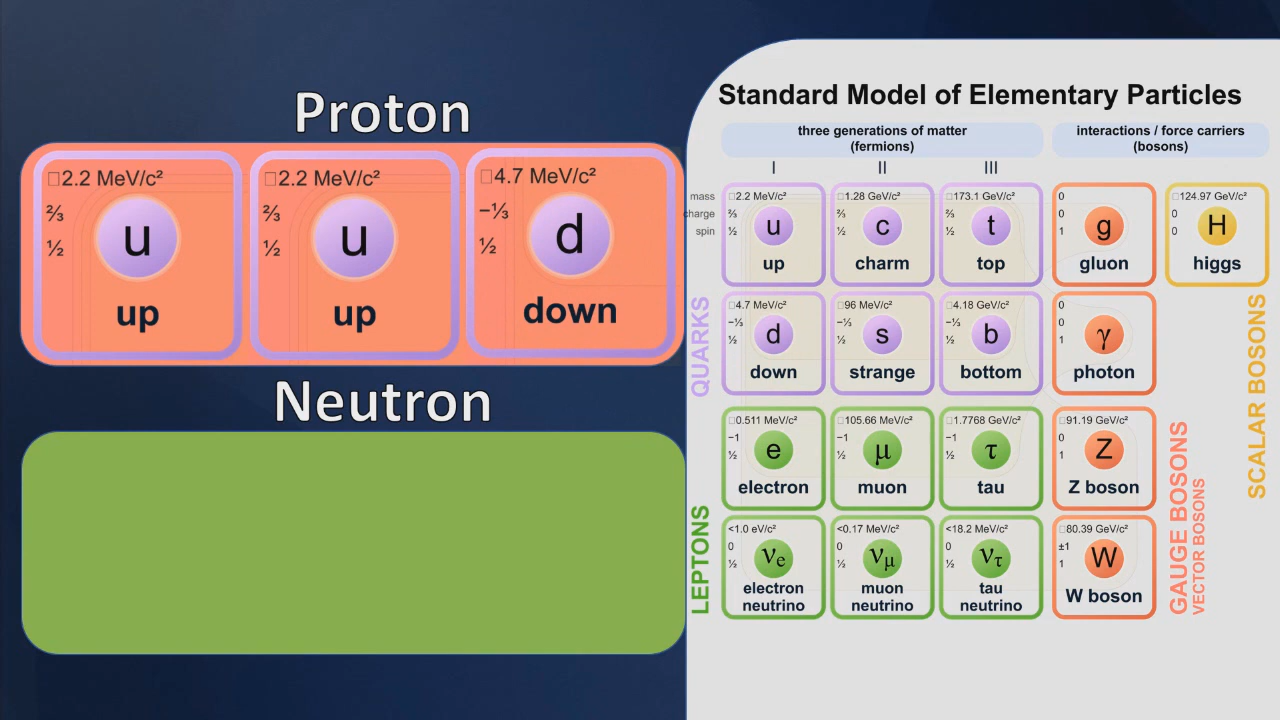 Proton
□2.2 MeV/c²
⅔
½
u
up
□2.2 MeV/c²
⅔
½
u
up
□4.7 MeV/c²
−⅓
½
d
down
Neutron
Standard Model of Elementary Particles
three generations of matter
(fermions)
interactions / force carriers
(bosons)
I
II
III
mass
charge
spin
□2.2 MeV/c²
⅔
½
u
up
□1.28 GeV/c²
⅔
½
c
charm
□173.1 GeV/c²
⅔
½
t
top
0
0
1
g
gluon
□124.97 GeV/c²
0
0
H
higgs
QUARKS
□4.7 MeV/c²
−⅓
½
d
down
□96 MeV/c²
−⅓
½
s
strange
□4.18 GeV/c²
−⅓
½
b
bottom
0
0
1
γ
photon
SCALAR BOSONS
LEPTONS
□0.511 MeV/c²
−1
½
e
electron
□105.66 MeV/c²
−1
½
μ
muon
□1.7768 GeV/c²
−1
½
τ
tau
□91.19 GeV/c²
0
1
Z
Z boson
GAUGE BOSONS
VECTOR BOSONS
<1.0 eV/c²
0
½
νe
electron
neutrino
<0.17 MeV/c²
0
½
νμ
muon
neutrino
<18.2 MeV/c²
0
½
ντ
tau
neutrino
□80.39 GeV/c²
±1
1
W
W boson